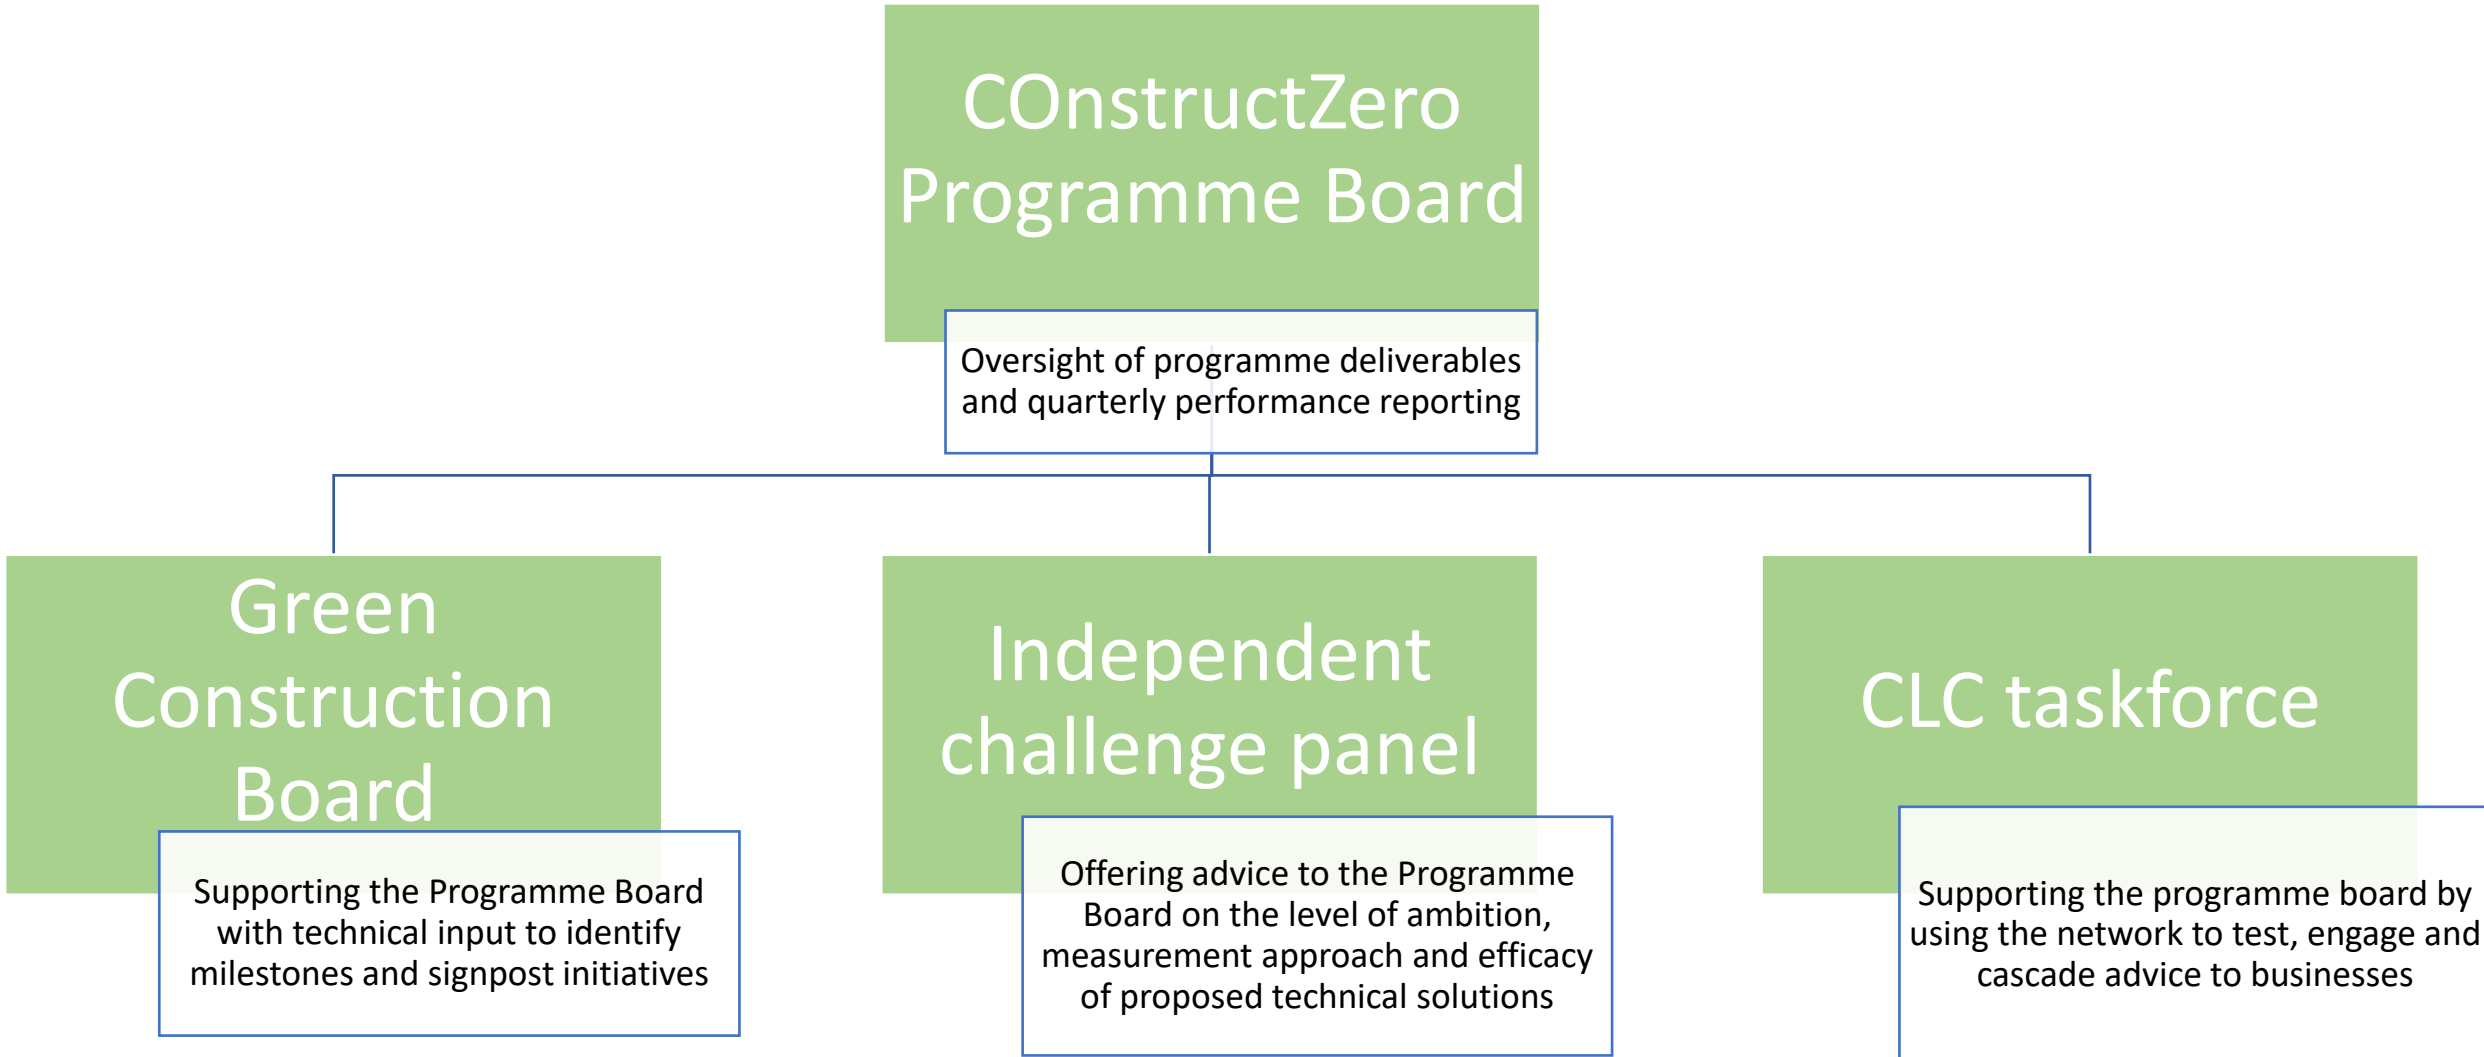 COnstructZero
Programme Board
Oversight of programme deliverables
and quarterly performance reporting
Green
Construction
Board
Supporting the Programme Board
with technical input to identify
milestones and signpost initiatives
Independent
challenge panel
Offering advice to the Programme
Board on the level of ambition,
measurement approach and efficacy
of proposed technical solutions
CLC taskforce
Supporting the programme board by
using the network to test, engage and
cascade advice to businesses